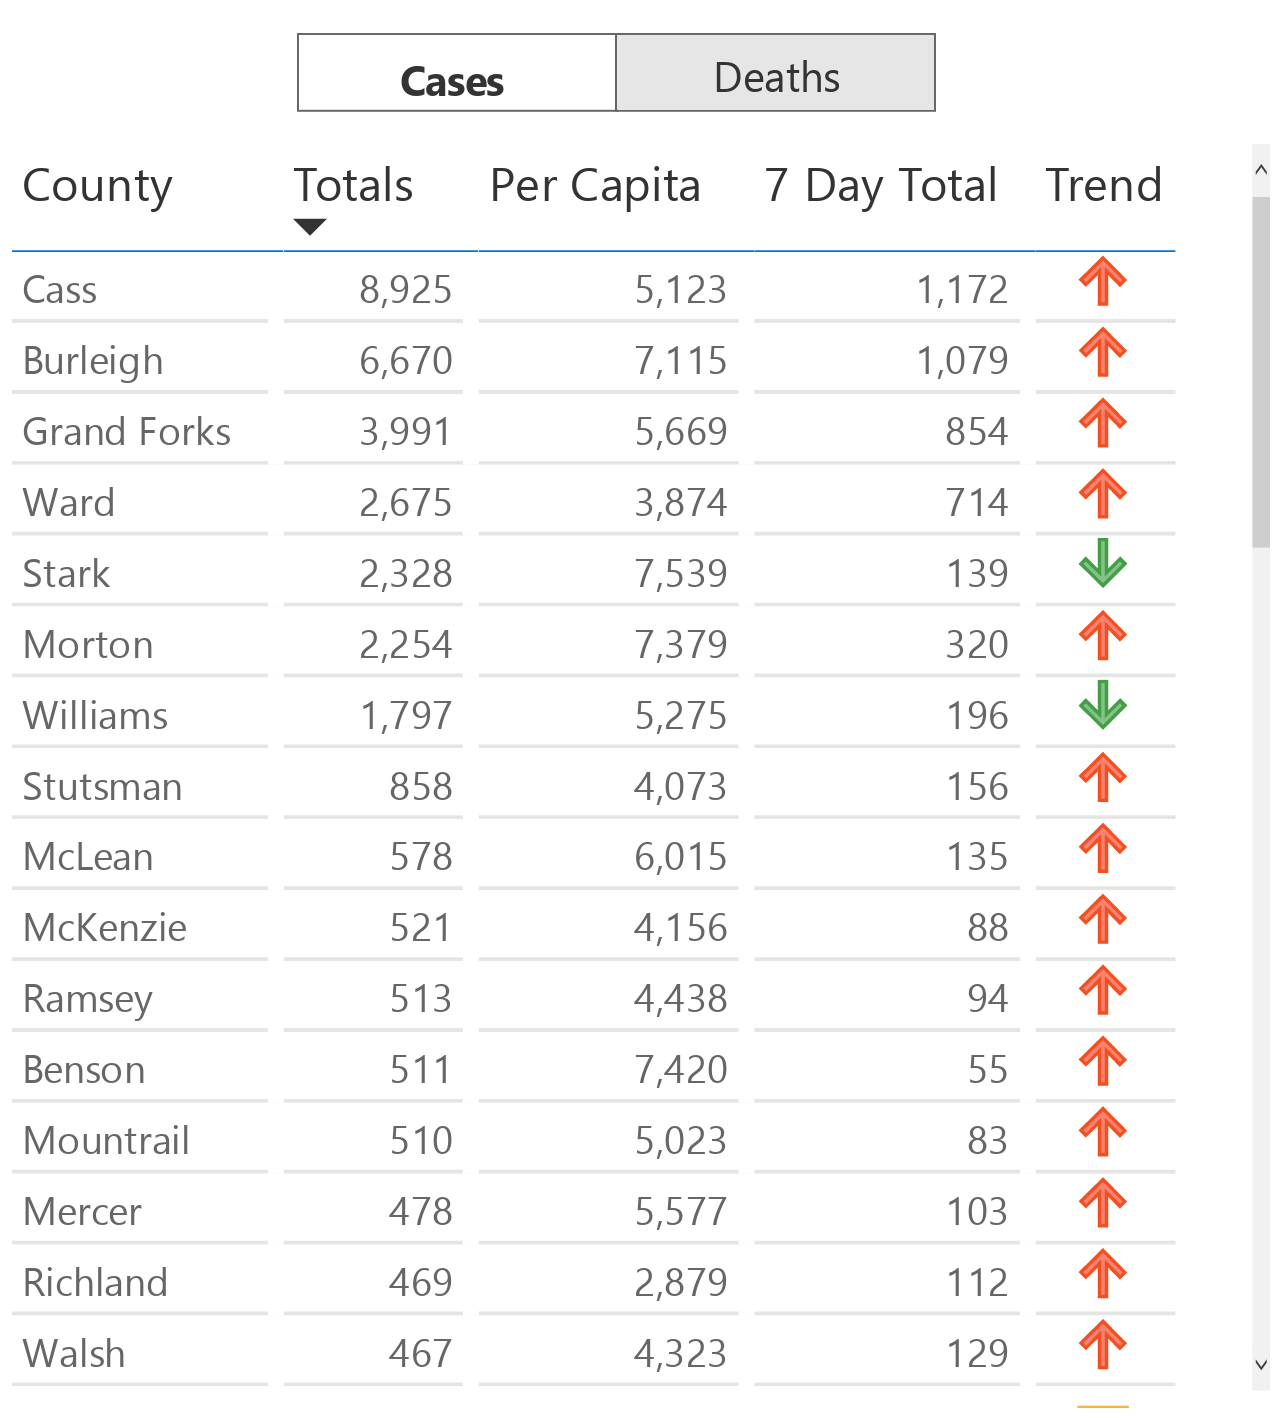 Cases Deaths
County Totals Per Capita 7 Day Total Trend
Cass 8,925 5,123 1,172
Burleigh 6,670 7,115 1,079
Grand Forks 3,991 5,669 854
Ward 2,675 3,874 714
Stark 2,328 7,539 139
Morton 2,254 7,379 320
Williams 1,797 5,275 196
Stutsman 858 4,073 156
McLean 578 6,015 135
McKenzie 521 4,156 88
Ramsey 513 4,438 94
Benson 511 7,420 55
Mountrail 510 5,023 83
Mercer 478 5,577 103
Richland 469 2,879 112
Walsh 467 4,323 129